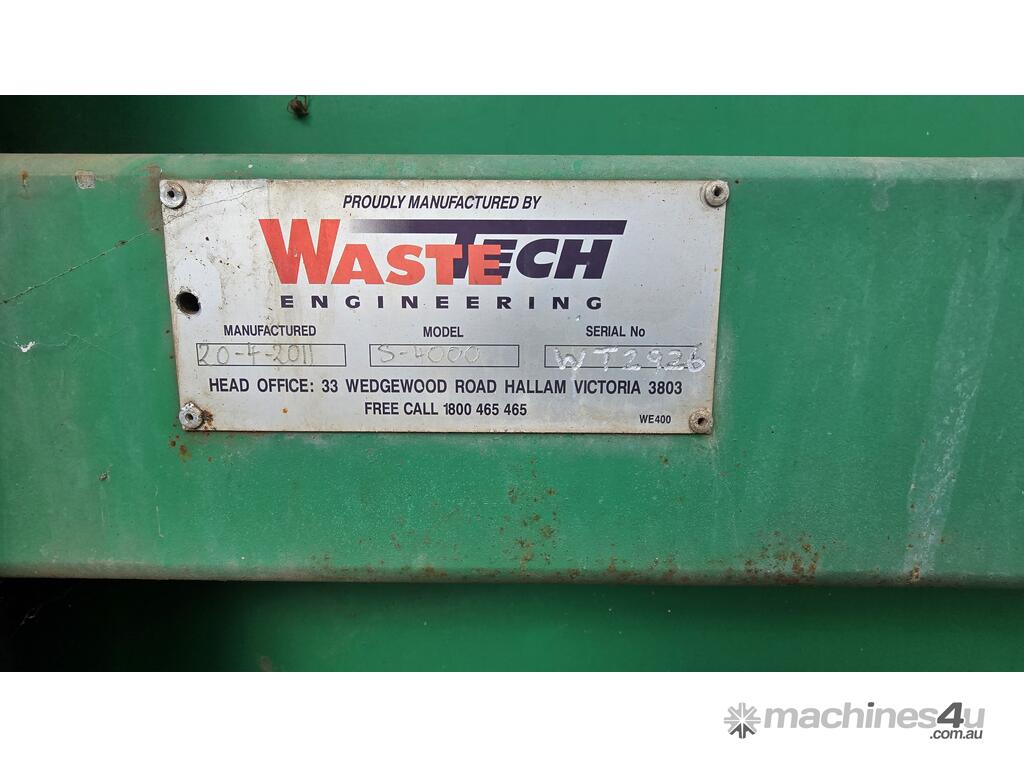 PROUDLY MANUFACTURED BY
WASTETECH
ENGINEERING
MANUFACTURED MODEL SERIAL No
20-4-2011 S-4000 WT2926
HEAD OFFICE: 33 WEDGEWOOD ROAD HALLAM VICTORIA 3803
FREE CALL 1800 465 465
WE400
machines4u
.com.au